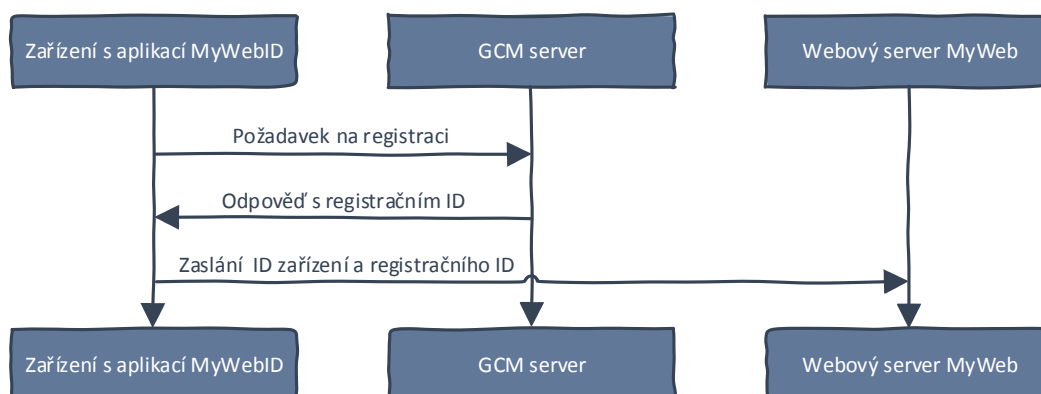 Zařízení s aplikací MyWebID
GCM server
Webový server MyWeb
Požadavek na registraci
Odpověď s registračním ID
Zaslání ID zařízení a registračního ID
Zařízení s aplikací MyWebID
GCM server
Webový server MyWeb